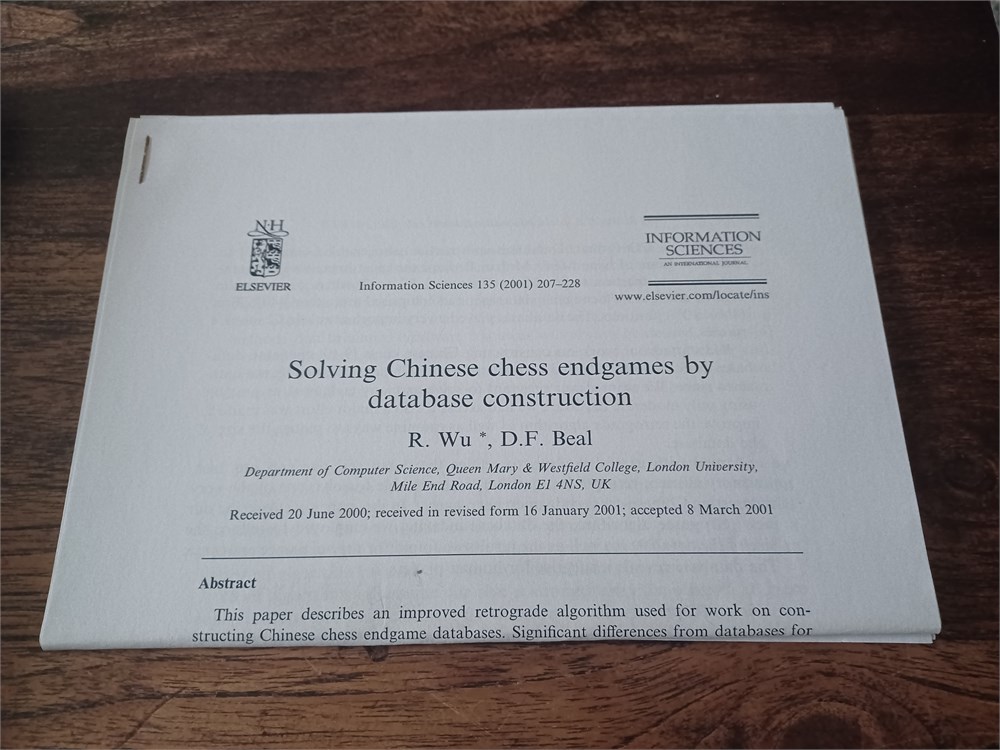 N·H
ELSEVIER
Information Sciences 135 (2001) 207–228
INFORMATION
SCIENCES
AN INTERNATIONAL JOURNAL
www.elsevier.com/locate/ins
Solving Chinese chess endgames by
database construction
R. Wu *, D.F. Beal
Department of Computer Science, Queen Mary & Westfield College, London University,
Mile End Road, London E1 4NS, UK
Received 20 June 2000; received in revised form 16 January 2001; accepted 8 March 2001
Abstract
This paper describes an improved retrograde algorithm used for work on con-
structing Chinese chess endgame databases. Significant differences from databases for